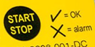 START
STOP
✓ = OK
✗ = alarm